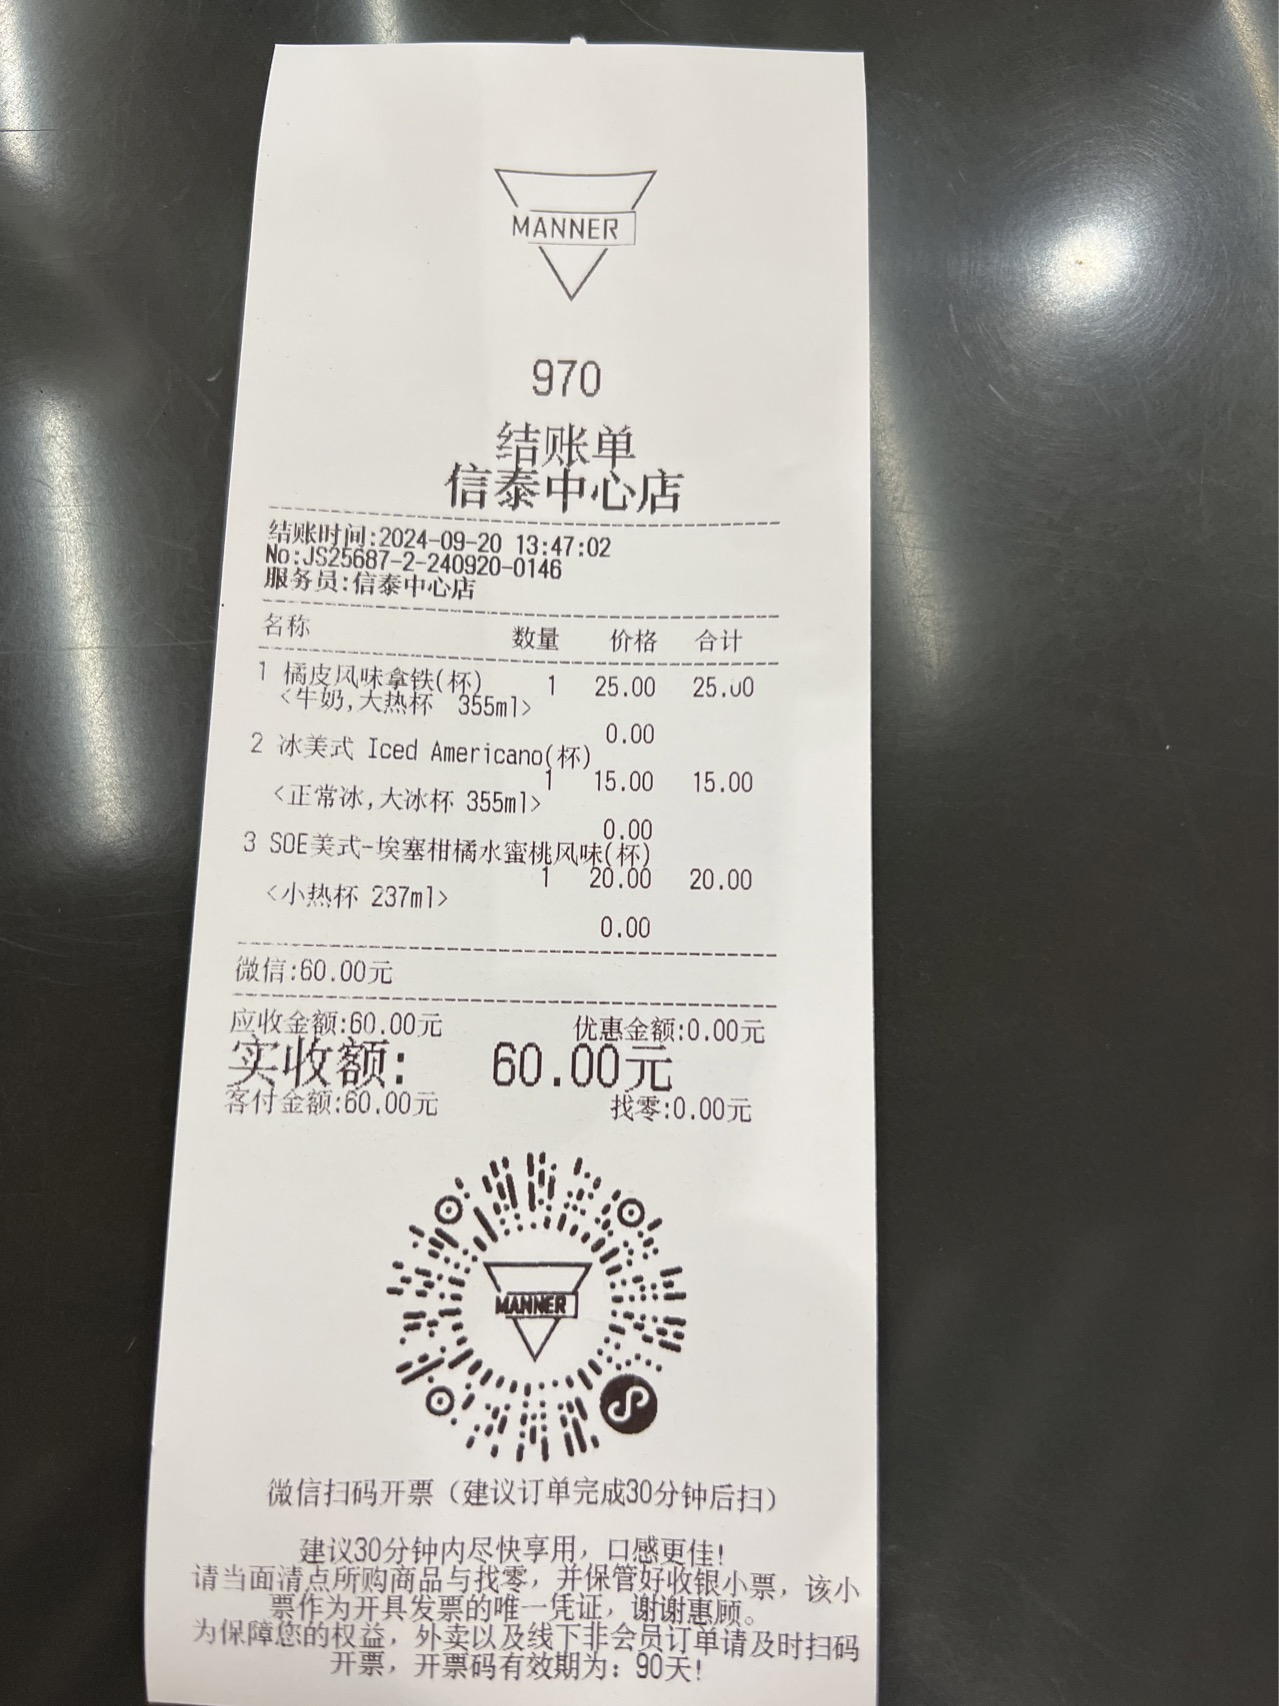 MANNER
970
结账单
信泰中心店
结账时间:2024-09-20 13:47:02
No:JS25687-2-240920-0146
服务员:信泰中心店
名称 数量 价格 合计
1 橘皮风味拿铁(杯) 1 25.00 25.00
<牛奶,大热杯 355ml>
0.00
2 冰美式 Iced Americano(杯)
1 15.00 15.00
<正常冰,大冰杯 355ml>
0.00
3 SOE美式-埃塞柑橘水蜜桃风味(杯)
1 20.00 20.00
<小热杯 237ml>
0.00
微信:60.00元
应收金额:60.00元 优惠金额:0.00元
实收额: 60.00元
客付金额:60.00元 找零:0.00元
MANNER
微信扫码开票（建议订单完成30分钟后扫）
建议30分钟内尽快享用，口感更佳!
请当面清点所购商品与找零，并保管好收银小票，该小
票作为开具发票的唯一凭证，谢谢惠顾。
为保障您的权益，外卖以及线下非会员订单请及时扫码
开票，开票码有效期为：90天!